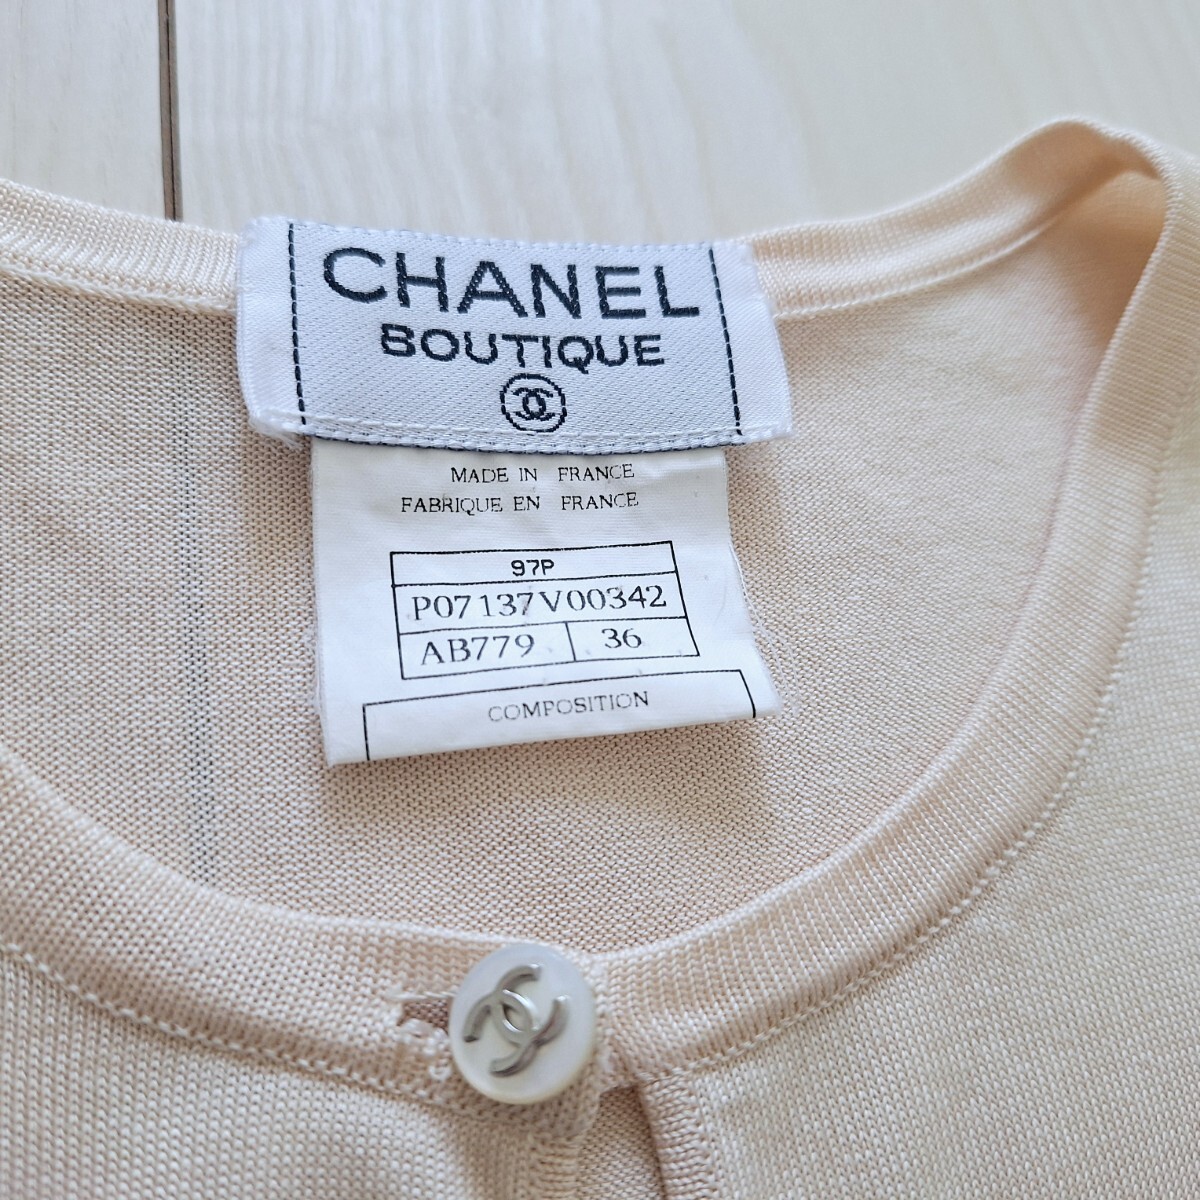 CHANEL
BOUTIQUE
MADE IN FRANCE
FABRIQUE EN FRANCE
97P
P07137V00342
AB779 36
COMPOSITION